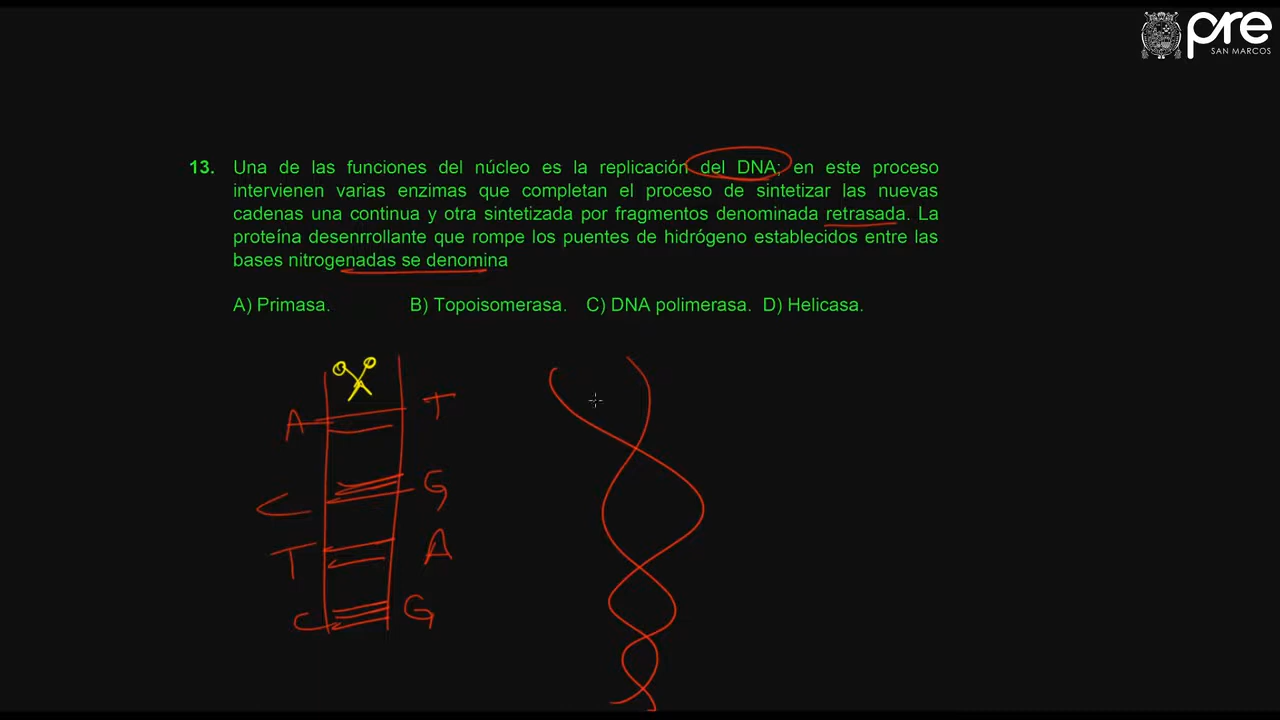 pre
SAN MARCOS
13. Una de las funciones del núcleo es la replicación del DNA; en este proceso
intervienen varias enzimas que completan el proceso de sintetizar las nuevas
cadenas una continua y otra sintetizada por fragmentos denominada retrasada. La
proteína desenrrollante que rompe los puentes de hidrógeno establecidos entre las
bases nitrogenadas se denomina
A) Primasa. B) Topoisomerasa. C) DNA polimerasa. D) Helicasa.
A T
C G
T A
C G